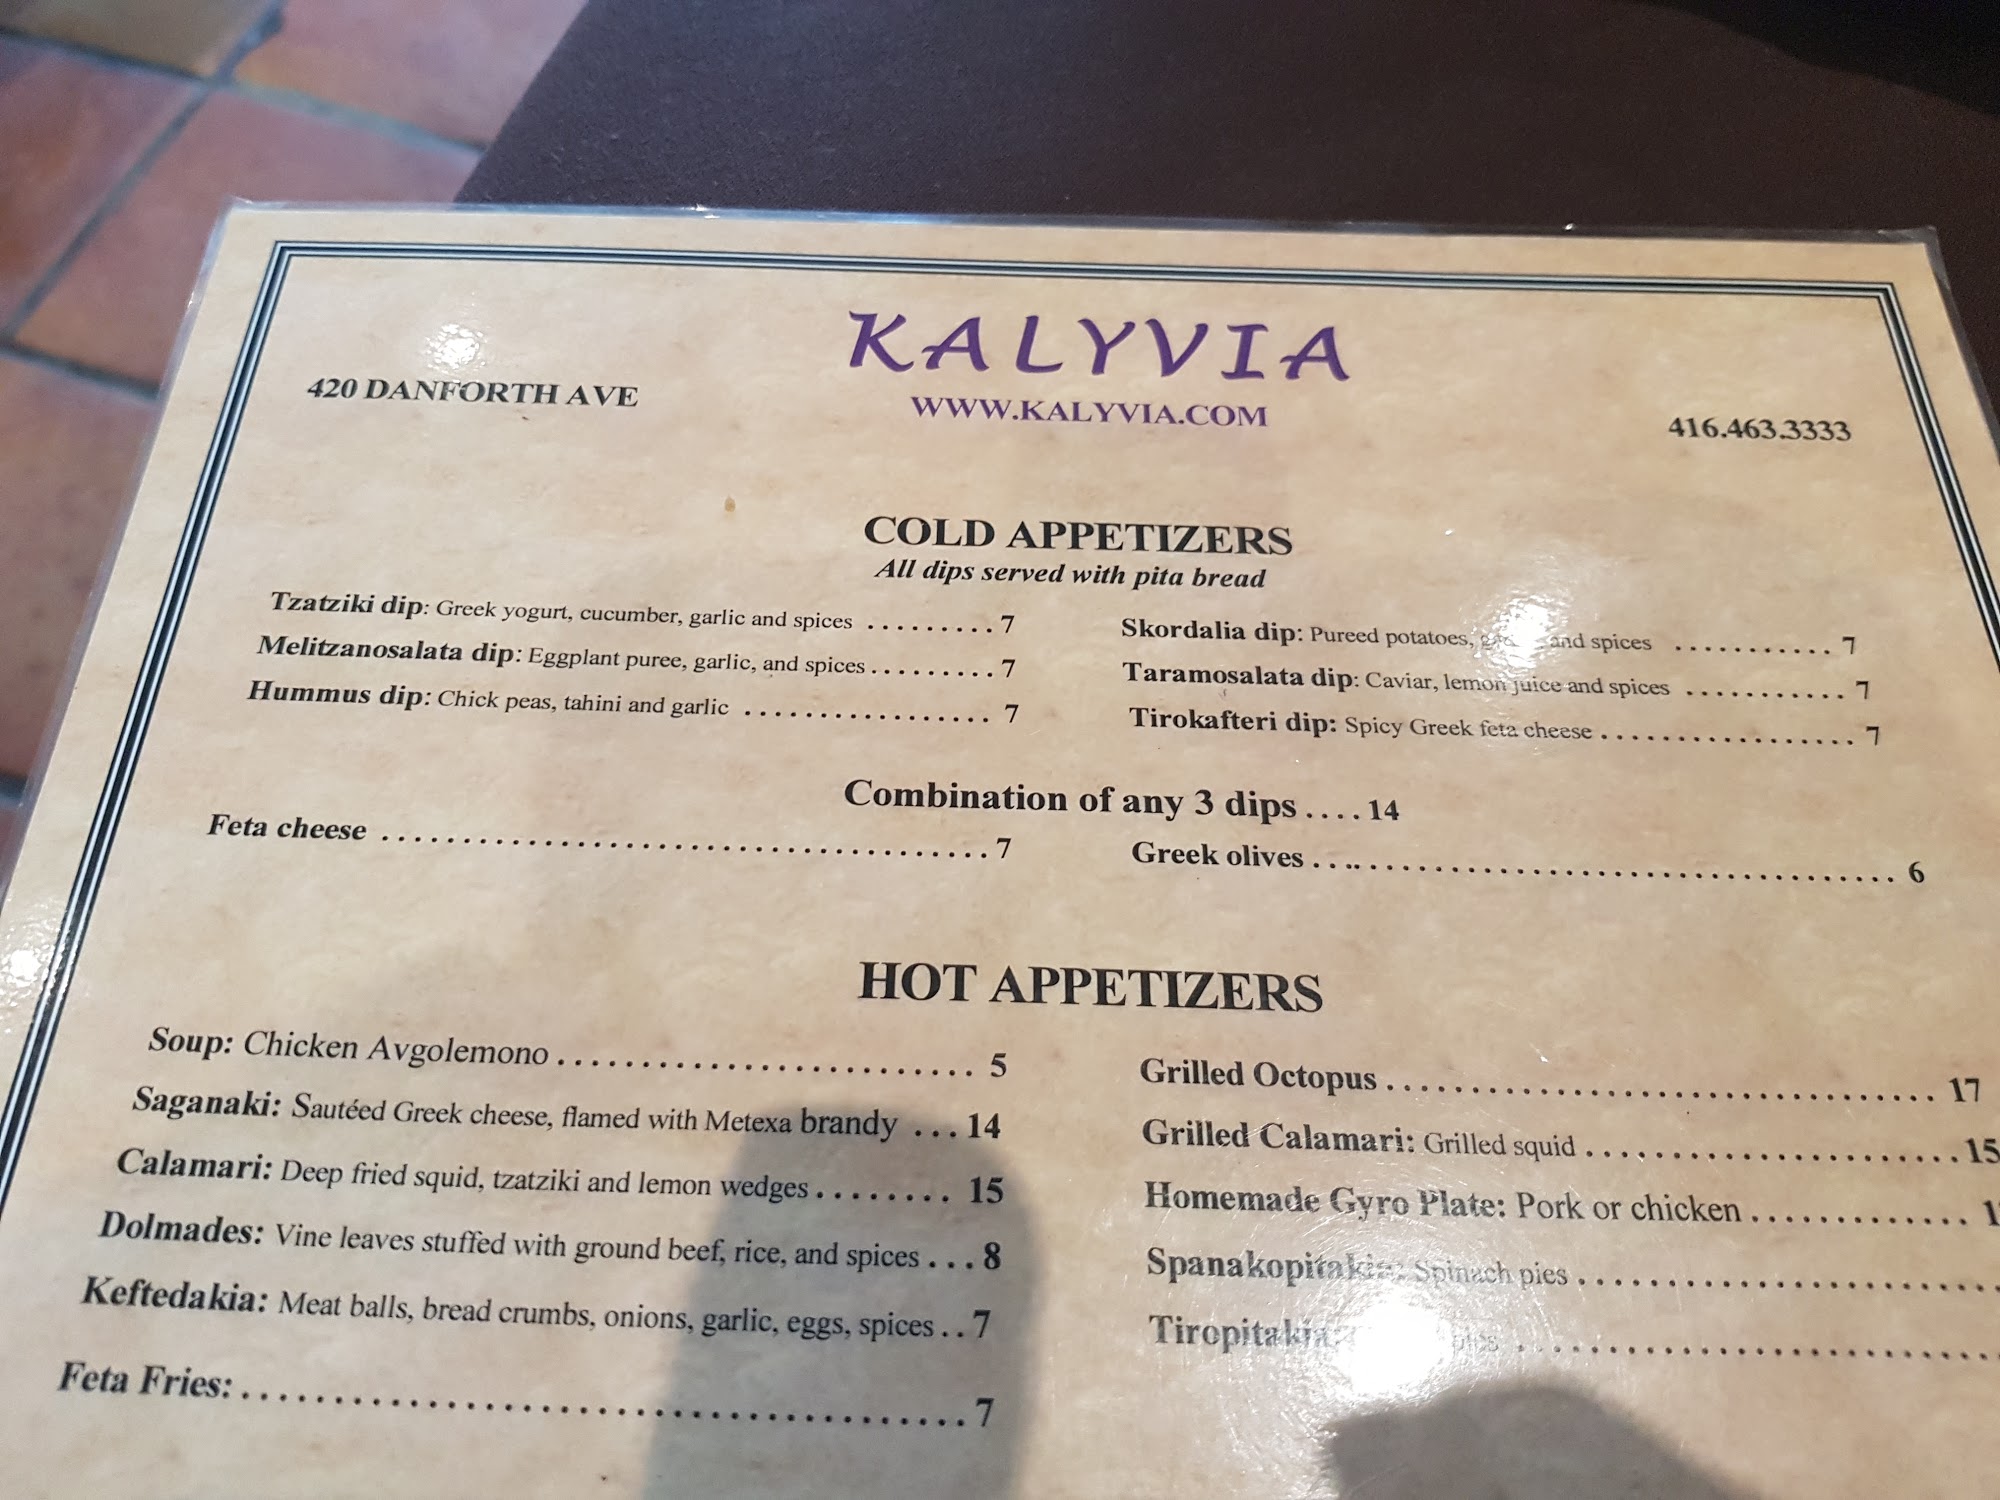 KALYVIA
420 DANFORTH AVE
WWW.KALYVIA.COM
416.463.3333
COLD APPETIZERS
All dips served with pita bread
Tzatziki dip: Greek yogurt, cucumber, garlic and spices ......... 7
Melitzanosalata dip: Eggplant puree, garlic, and spices ......... 7
Hummus dip: Chick peas, tahini and garlic .................. 7
Skordalia dip: Pureed potatoes, and spices ........... 7
Taramosalata dip: Caviar, lemon juice and spices ........... 7
Tirokafteri dip: Spicy Greek feta cheese ................. 7
Combination of any 3 dips .... 14
Feta cheese ...................................... 7
Greek olives ...................................... 6
HOT APPETIZERS
Soup: Chicken Avgolemono .......................... 5
Saganaki: Sautéed Greek cheese, flamed with Metexa brandy ... 14
Calamari: Deep fried squid, tzatziki and lemon wedges ........ 15
Dolmades: Vine leaves stuffed with ground beef, rice, and spices ... 8
Keftedakia: Meat balls, bread crumbs, onions, garlic, eggs, spices .. 7
Feta Fries: ....................................... 7
Grilled Octopus .................................. 17
Grilled Calamari: Grilled squid ....................... 15
Homemade Gyro Plate: Pork or chicken .............
Spanakopitakia: Spinach pies ..........................
Tiropitakia: pies ..............................